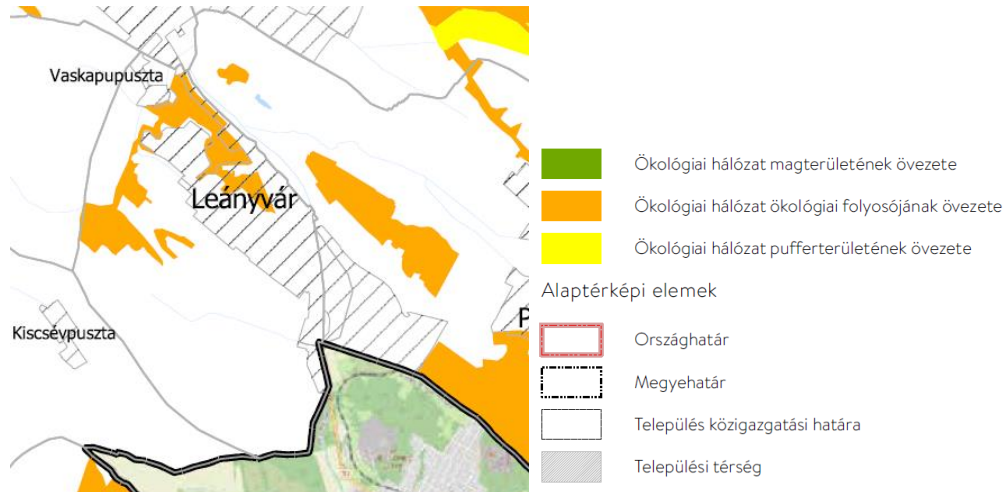 Vaskapupuszta
Leányvár
Kiscsévpuszta
P
Ökológiai hálózat magterületének övezete
Ökológiai hálózat ökológiai folyosójának övezete
Ökológiai hálózat pufferterületének övezete
Alaptérképi elemek
Országhatár
Megyehatár
Település közigazgatási határa
Települési térség